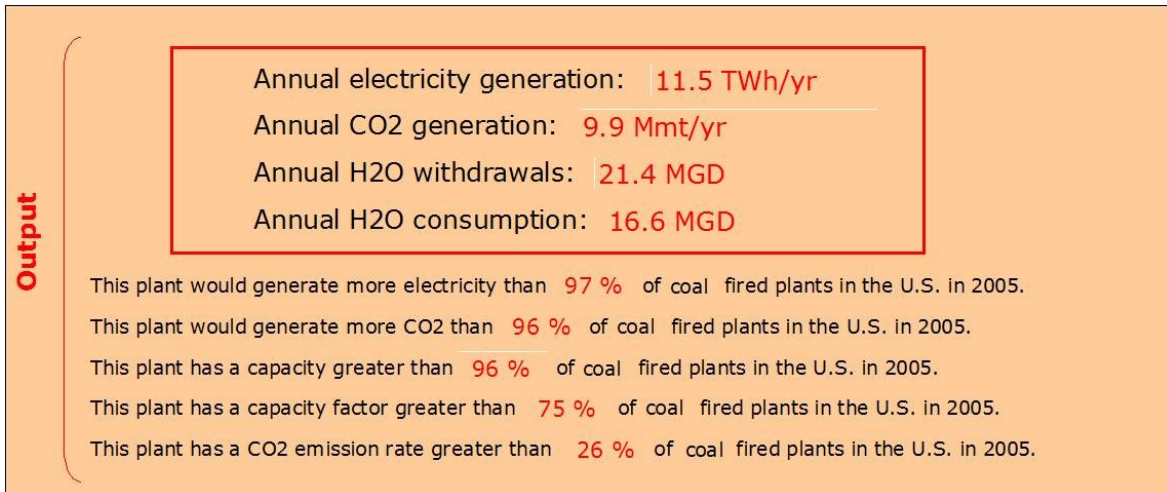 Output
Annual electricity generation: 11.5 TWh/yr
Annual CO2 generation: 9.9 Mmt/yr
Annual H2O withdrawals: 21.4 MGD
Annual H2O consumption: 16.6 MGD
This plant would generate more electricity than 97 % of coal fired plants in the U.S. in 2005.
This plant would generate more CO2 than 96 % of coal fired plants in the U.S. in 2005.
This plant has a capacity greater than 96 % of coal fired plants in the U.S. in 2005.
This plant has a capacity factor greater than 75 % of coal fired plants in the U.S. in 2005.
This plant has a CO2 emission rate greater than 26 % of coal fired plants in the U.S. in 2005.